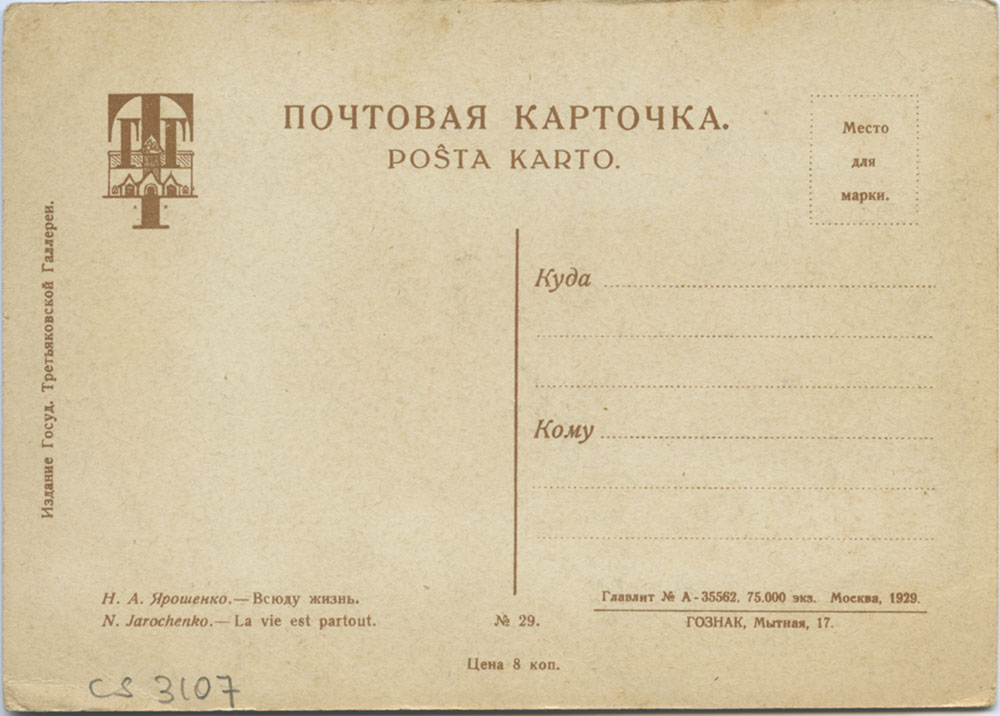 ПОЧТОВАЯ КАРТОЧКА.
POŜTA KARTO.
Место
для
марки.
Издание Госуд. Третьяковской Галлереи.
Куда
Кому
Н. А. Ярошенко.—Всюду жизнь.
N. Jarochenko.—La vie est partout.
№ 29.
Главлит № А-35562. 75.000 экз. Москва, 1929.
ГОЗНАК, Мытная, 17.
Цена 8 коп.
CS 3107